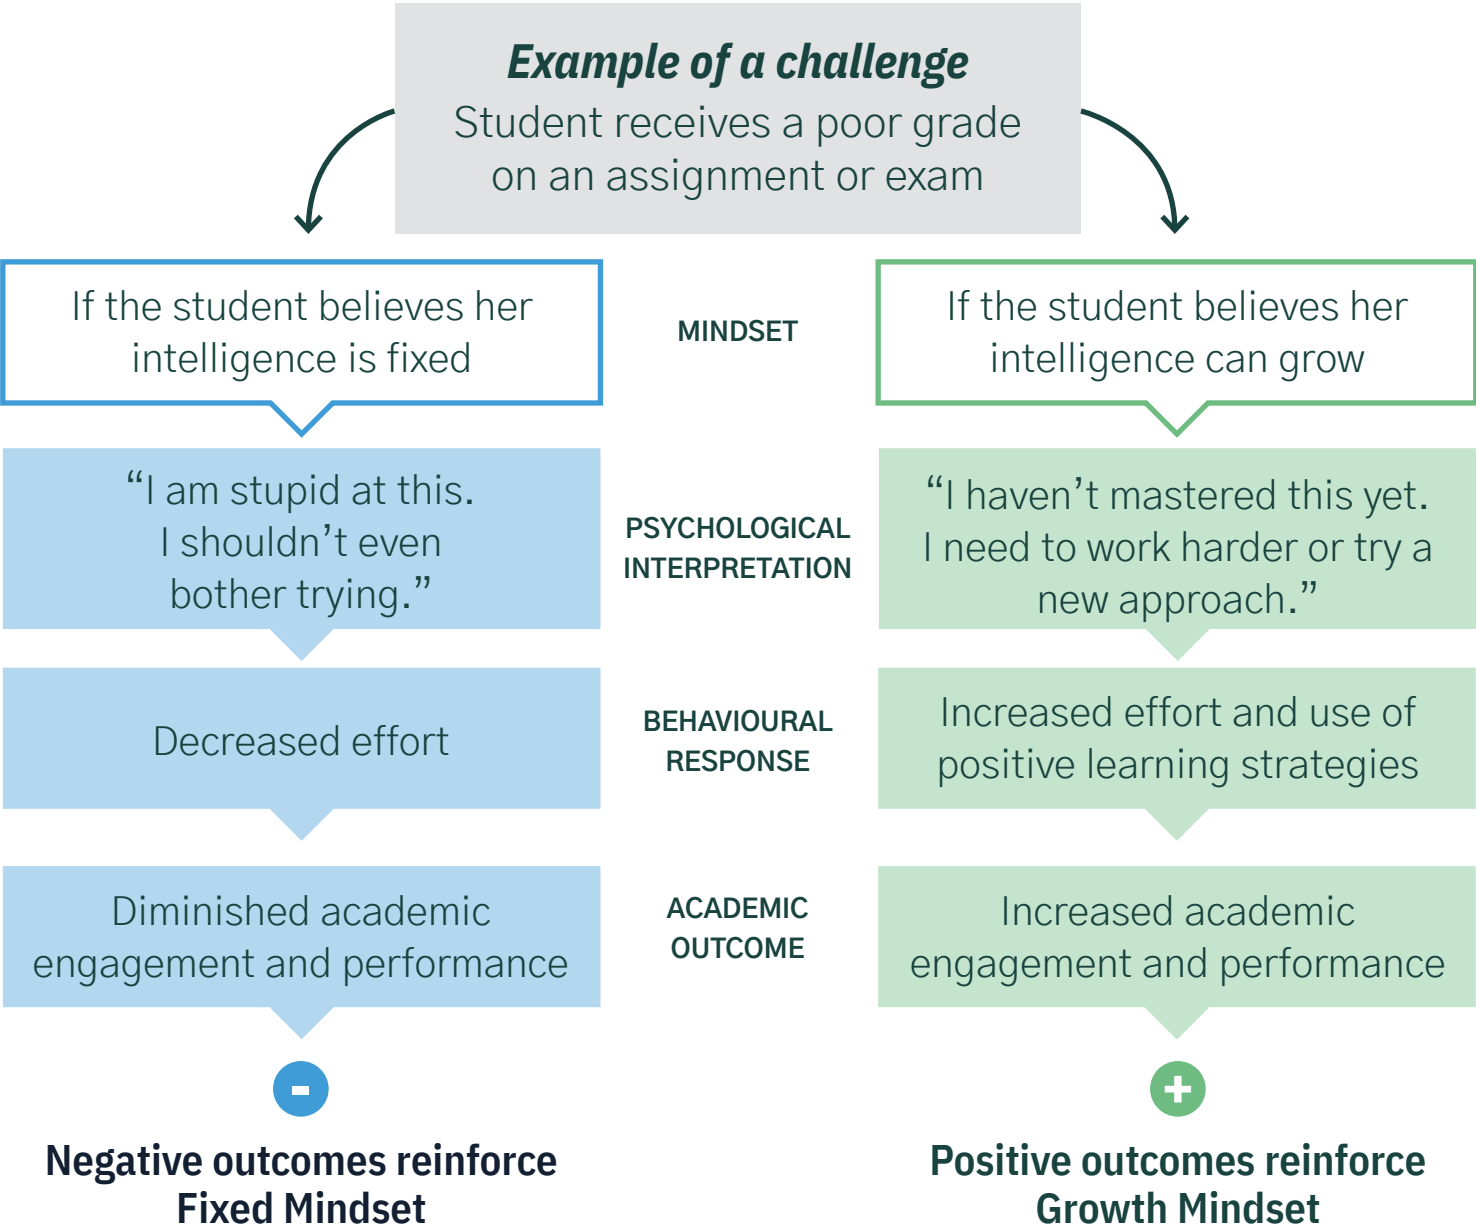 Example of a challenge
Student receives a poor grade
on an assignment or exam
If the student believes her
intelligence is fixed
MINDSET
If the student believes her
intelligence can grow
“I am stupid at this.
I shouldn’t even
bother trying.”
PSYCHOLOGICAL
INTERPRETATION
“I haven’t mastered this yet.
I need to work harder or try a
new approach.”
Decreased effort
BEHAVIOURAL
RESPONSE
Increased effort and use of
positive learning strategies
Diminished academic
engagement and performance
ACADEMIC
OUTCOME
Increased academic
engagement and performance
-
Negative outcomes reinforce
Fixed Mindset
+
Positive outcomes reinforce
Growth Mindset